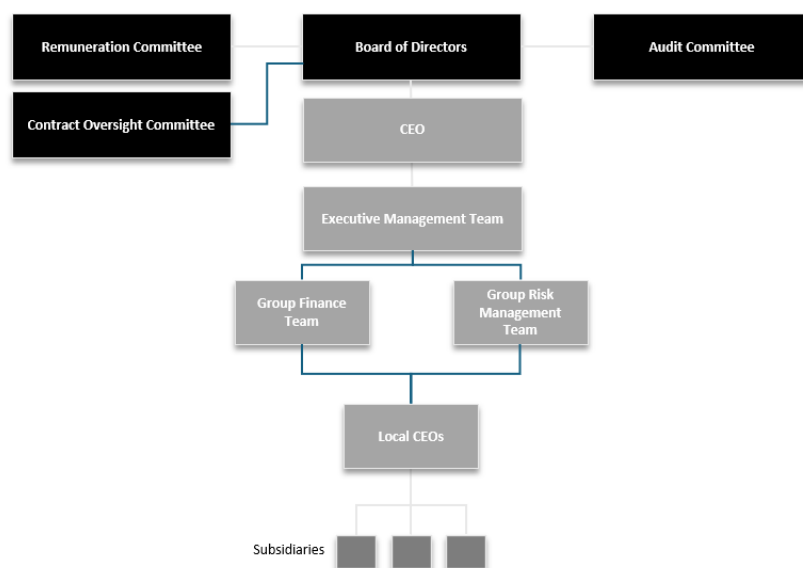 Remuneration Committee
Board of Directors
Audit Committee
Contract Oversight Committee
CEO
Executive Management Team
Group Finance
Team
Group Risk
Management
Team
Local CEOs
Subsidiaries